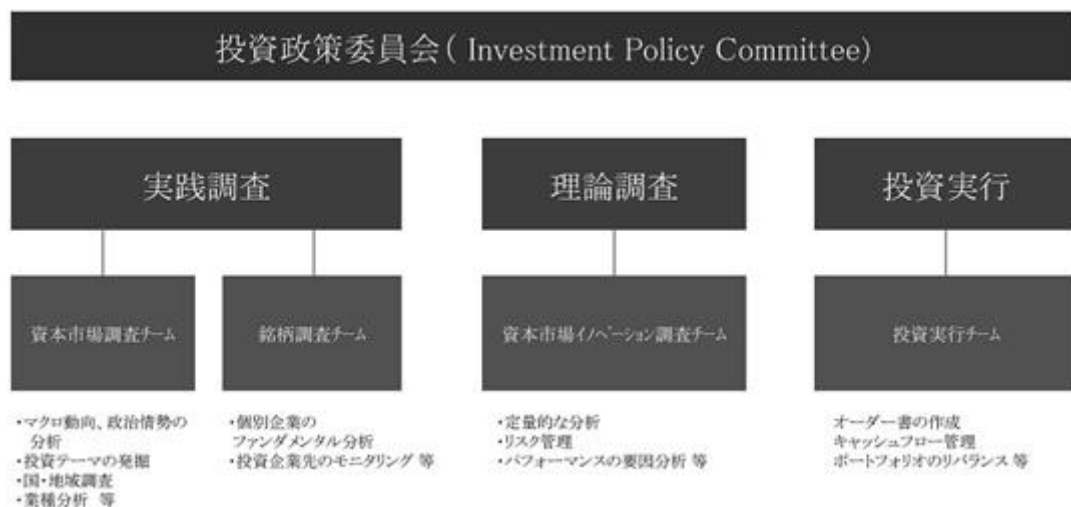 投資政策委員会( Investment Policy Committee)
実践調査
理論調査
投資実行
資本市場調査チーム
銘柄調査チーム
資本市場イノベーション調査チーム
投資実行チーム
・マクロ動向、政治情勢の
分析
・投資テーマの発掘
・国・地域調査
・業種分析 等
・個別企業の
ファンダメンタル分析
・投資企業先のモニタリング 等
・定量的な分析
・リスク管理
・パフォーマンスの要因分析 等
オーダー書の作成
キャッシュフロー管理
ポートフォリオのリバランス 等